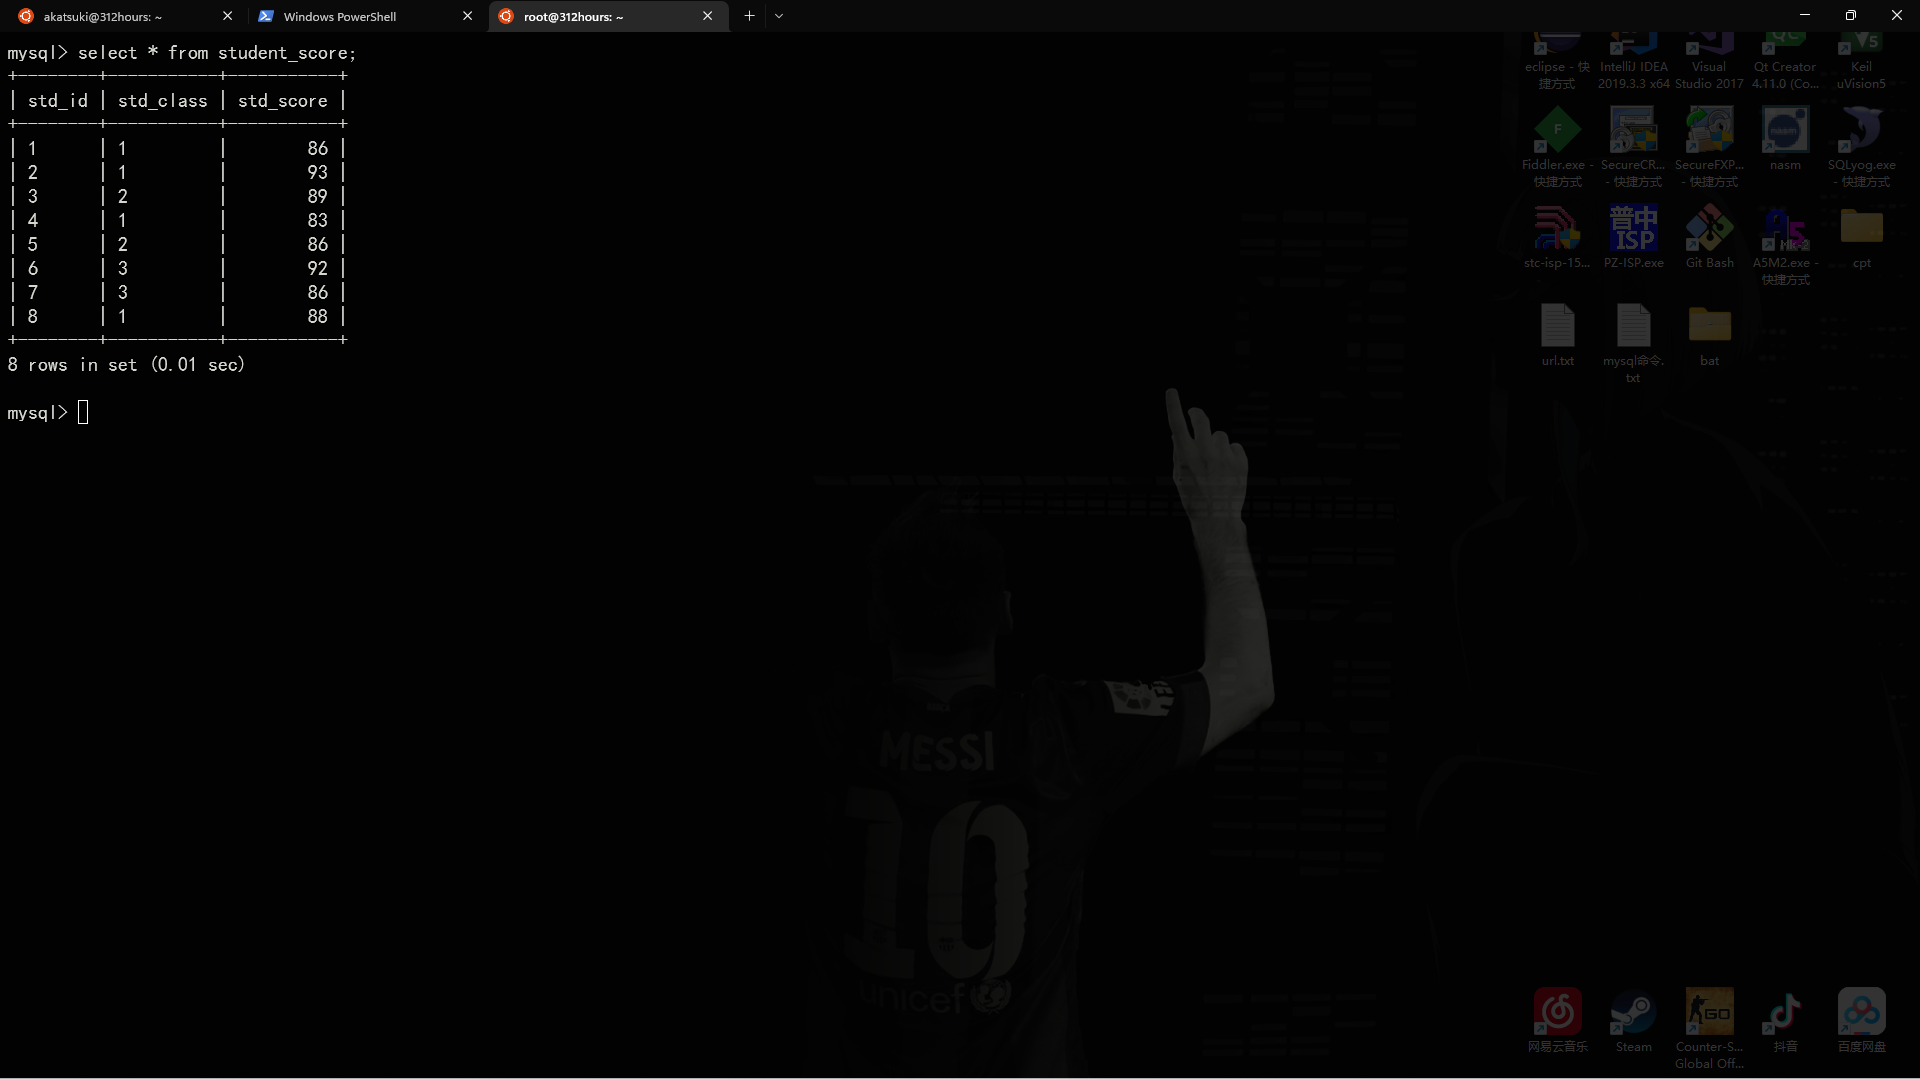 akatsuki@312hours: ~
Windows PowerShell
root@312hours: ~
mysql> select * from student_score;
+--------+-----------+-----------+
| std_id | std_class | std_score |
+--------+-----------+-----------+
| 1 | 1 | 86 |
| 2 | 1 | 93 |
| 3 | 2 | 89 |
| 4 | 1 | 83 |
| 5 | 2 | 86 |
| 6 | 3 | 92 |
| 7 | 3 | 86 |
| 8 | 1 | 88 |
+--------+-----------+-----------+
8 rows in set (0.01 sec)
mysql>
eclipse - 快
捷方式
IntelliJ IDEA
2019.3.3 x64
Visual
Studio 2017
Qt Creator
4.11.0 (Co...
Keil
uVision5
Fiddler.exe -
快捷方式
SecureCR...
- 快捷方式
SecureFXP...
- 快捷方式
nasm
SQLyog.exe
- 快捷方式
普中
ISP
stc-isp-15...
PZ-ISP.exe
Git Bash
A5M2.exe -
快捷方式
cpt
url.txt
mysql命令.
txt
bat
MESSI
10
unicef
GO
网易云音乐
Steam
Counter-S...
Global Off...
抖音
百度网盘